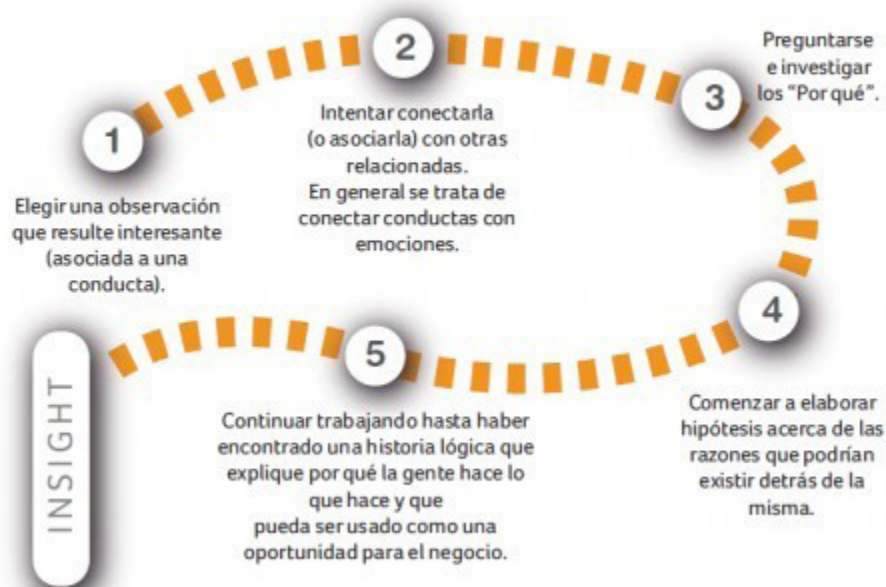 1
Elegir una observación
que resulte interesante
(asociada a una
conducta).
2
Intentar conectarla
(o asociarla) con otras
relacionadas.
En general se trata de
conectar conductas con
emociones.
3
Preguntarse
e investigar
los “Por qué”.
4
Comenzar a elaborar
hipótesis acerca de las
razones que podrían
existir detrás de la
misma.
5
Continuar trabajando hasta haber
encontrado una historia lógica que
explique por qué la gente hace lo
que hace y que
pueda ser usado como una
oportunidad para el negocio.
INSIGHT